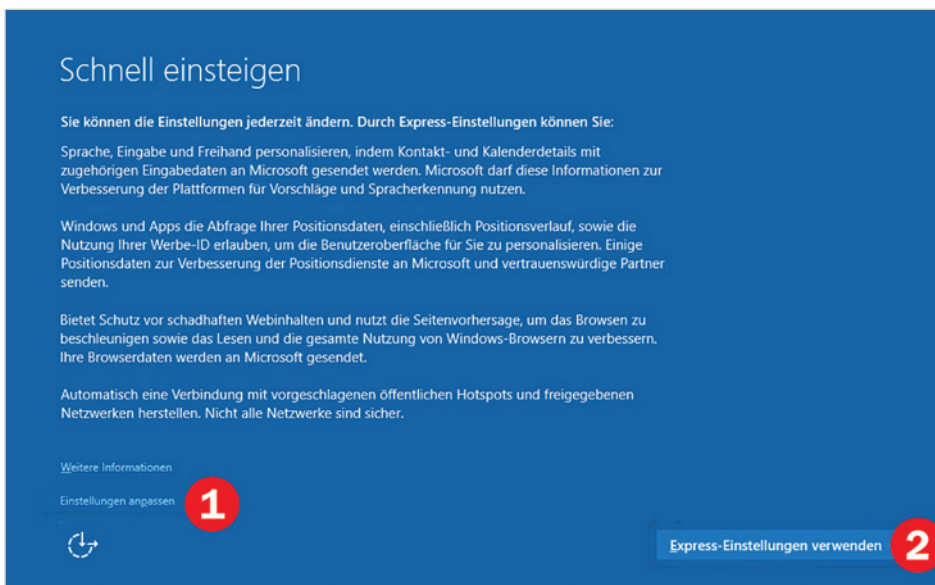 Schnell einsteigen
Sie können die Einstellungen jederzeit ändern. Durch Express-Einstellungen können Sie:
Sprache, Eingabe und Freihand personalisieren, indem Kontakt- und Kalenderdetails mit
zugehörigen Eingabedaten an Microsoft gesendet werden. Microsoft darf diese Informationen zur
Verbesserung der Plattformen für Vorschläge und Spracherkennung nutzen.
Windows und Apps die Abfrage Ihrer Positionsdaten, einschließlich Positionsverlauf, sowie die
Nutzung Ihrer Werbe-ID erlauben, um die Benutzeroberfläche für Sie zu personalisieren. Einige
Positionsdaten zur Verbesserung der Positionsdienste an Microsoft und vertrauenswürdige Partner
senden.
Bietet Schutz vor schadhaften Webinhalten und nutzt die Seitenvorhersage, um das Browsen zu
beschleunigen sowie das Lesen und die gesamte Nutzung von Windows-Browsern zu verbessern.
Ihre Browserdaten werden an Microsoft gesendet.
Automatisch eine Verbindung mit vorgeschlagenen öffentlichen Hotspots und freigegebenen
Netzwerken herstellen. Nicht alle Netzwerke sind sicher.
Weitere Informationen
Einstellungen anpassen 1
Express-Einstellungen verwenden 2